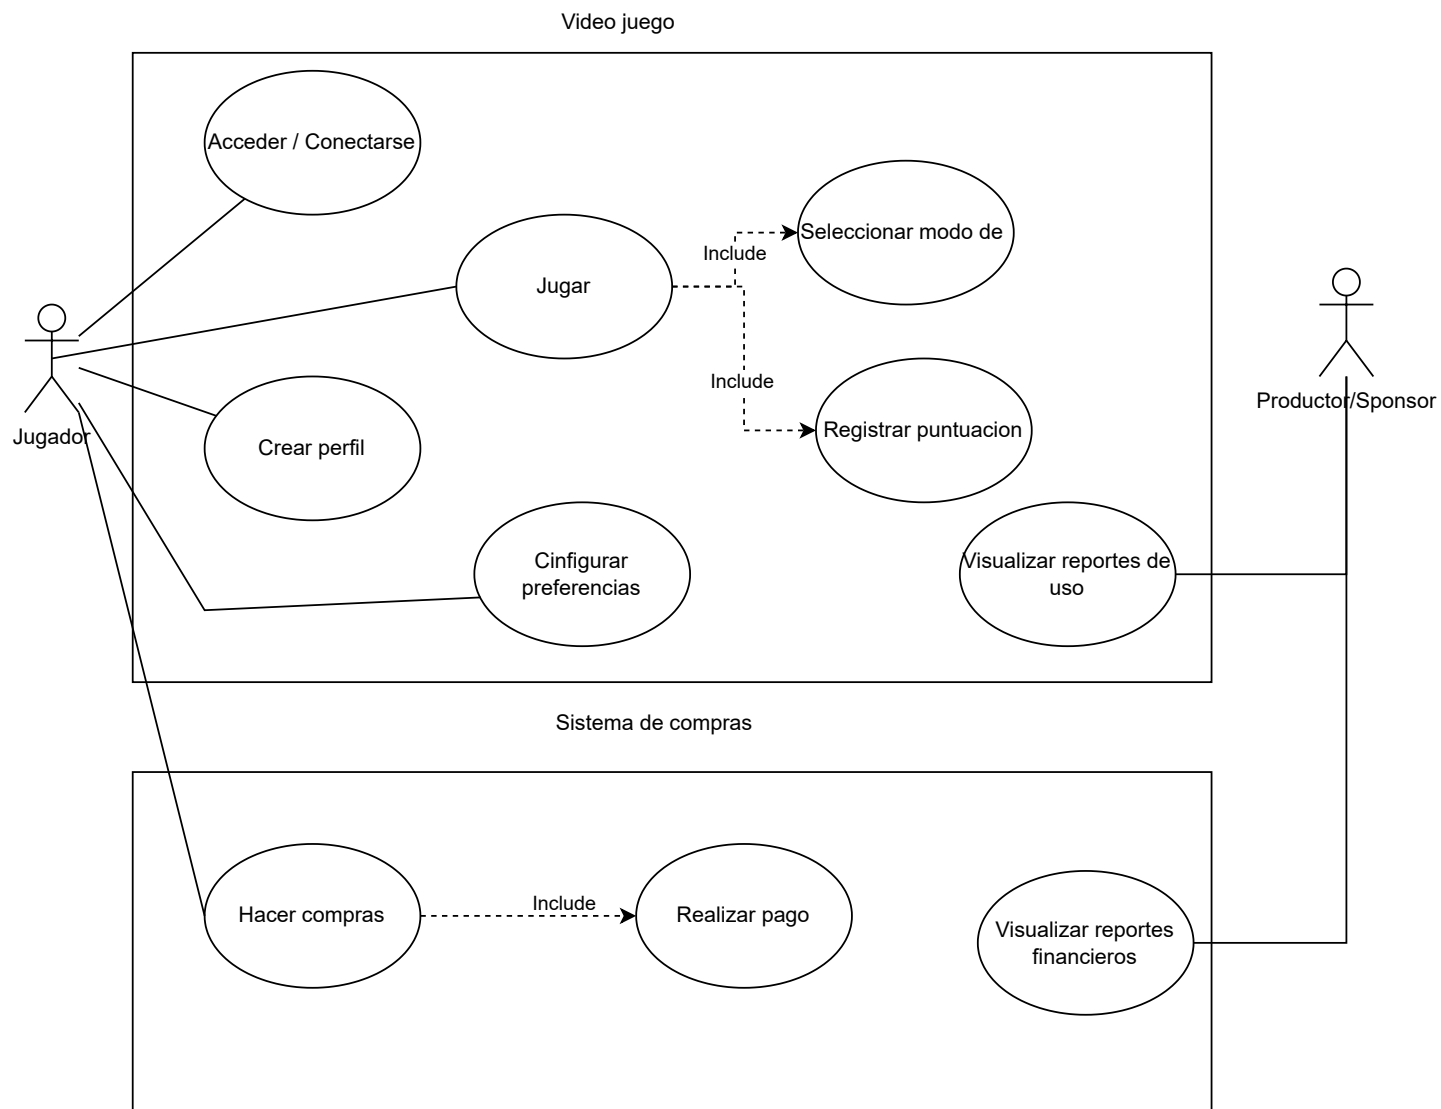 Video juego
Acceder / Conectarse
Seleccionar modo de
Include
Jugar
Include
Productor/Sponsor
Registrar puntuacion
Jugador
Crear perfil
Cinfigurar
preferencias
Visualizar reportes de
uso
Sistema de compras
Include
Hacer compras
Realizar pago
Visualizar reportes
financieros